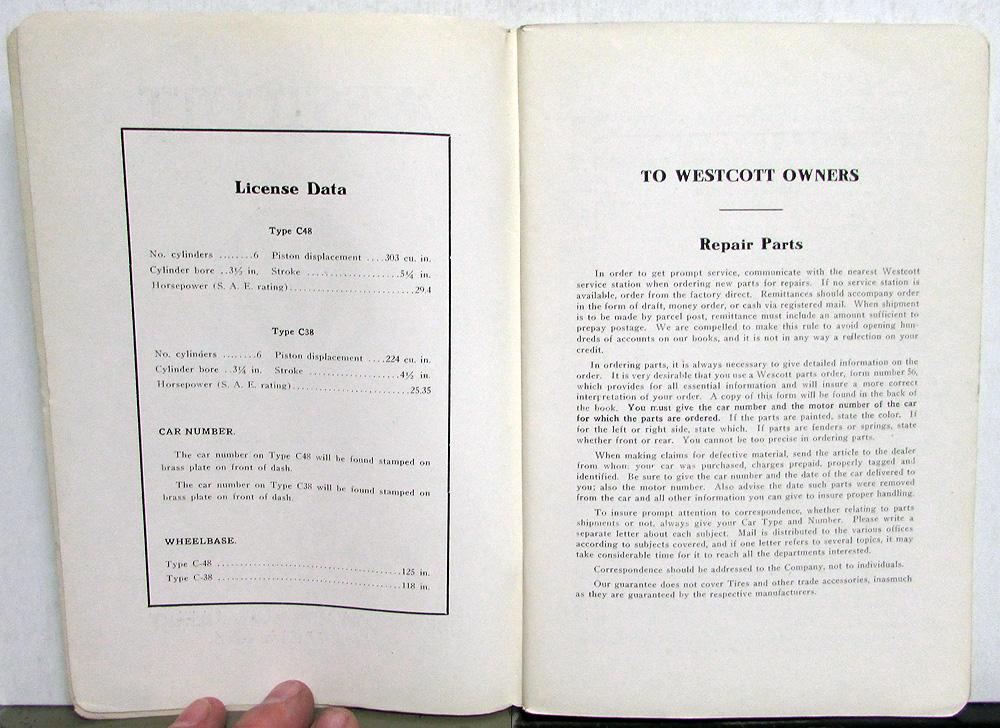 License Data
Type C48
No. cylinders ........6 Piston displacement ....303 cu. in.
Cylinder bore ..3½ in. Stroke ....................5¼ in.
Horsepower (S. A. E. rating)..............................29.4
Type C38
No. cylinders ........6 Piston displacement ....224 cu. in.
Cylinder bore ..3¼ in. Stroke ....................4½ in.
Horsepower (S. A. E. rating)..............................25.35
CAR NUMBER.
The car number on Type C48 will be found stamped on
brass plate on front of dash.
The car number on Type C38 will be found stamped on
brass plate on front of dash.
WHEELBASE.
Type C-48 ........................................125 in.
Type C-38 ........................................118 in.
TO WESTCOTT OWNERS
Repair Parts
In order to get prompt service, communicate with the nearest Westcott
service station when ordering new parts for repairs. If no service station is
available, order from the factory direct. Remittances should accompany order
in the form of draft, money order, or cash via registered mail. When shipment
is to be made by parcel post, remittance must include an amount sufficient to
prepay postage. We are compelled to make this rule to avoid opening hun-
dreds of accounts on our books, and it is not in any way a reflection on your
credit.
In ordering parts, it is always necessary to give detailed information on the
order. It is very desirable that you use a Wescott parts order, form number 56,
which provides for all essential information and will insure a more correct
interpretation of your order. A copy of this form will be found in the back of
the book. You must give the car number and the motor number of the car
for which the parts are ordered. If the parts are painted, state the color. If
for the left or right side, state which. If parts are fenders or springs, state
whether front or rear. You cannot be too precise in ordering parts.
When making claims for defective material, send the article to the dealer
from whom your car was purchased, charges prepaid, properly tagged and
identified. Be sure to give the car number and the date of the car delivered to
you; also the motor number. Also advise the date such parts were removed
from the car and all other information you can give to insure proper handling.
To insure prompt attention to correspondence, whether relating to parts
shipments or not, always give your Car Type and Number. Please write a
separate letter about each subject. Mail is distributed to the various offices
according to subjects covered, and if one letter refers to several topics, it may
take considerable time for it to reach all the departments interested.
Correspondence should be addressed to the Company, not to individuals.
Our guarantee does not cover Tires and other trade accessories, inasmuch
as they are guaranteed by the respective manufacturers.